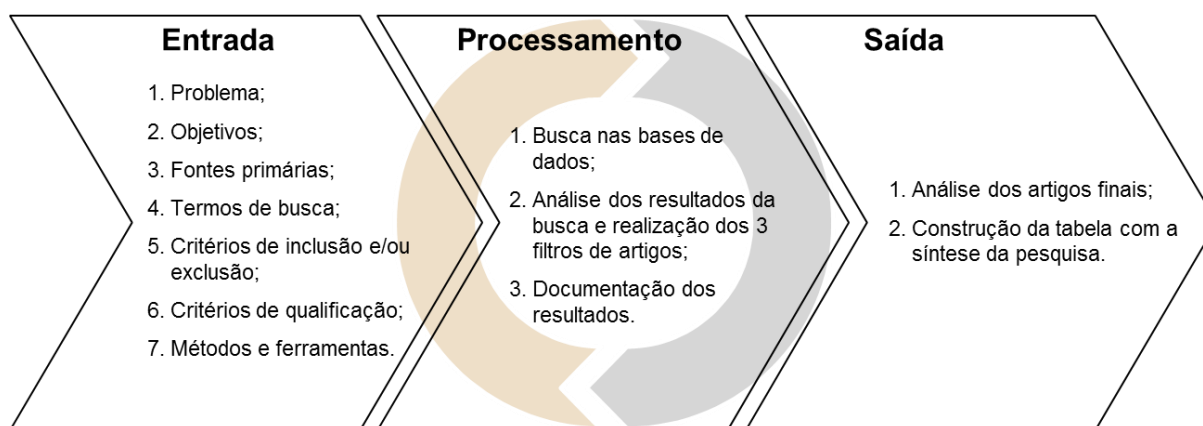 Entrada
1. Problema;
2. Objetivos;
3. Fontes primárias;
4. Termos de busca;
5. Critérios de inclusão e/ou
exclusão;
6. Critérios de qualificação;
7. Métodos e ferramentas.
Processamento
1. Busca nas bases de
dados;
2. Análise dos resultados da
busca e realização dos 3
filtros de artigos;
3. Documentação dos
resultados.
Saída
1. Análise dos artigos finais;
2. Construção da tabela com a
síntese da pesquisa.